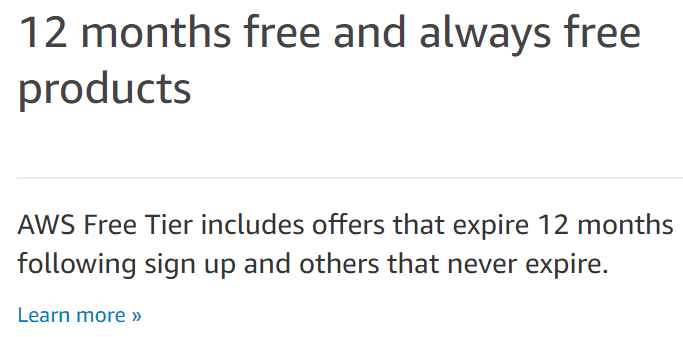 12 months free and always free
products
AWS Free Tier includes offers that expire 12 months
following sign up and others that never expire.
Learn more »